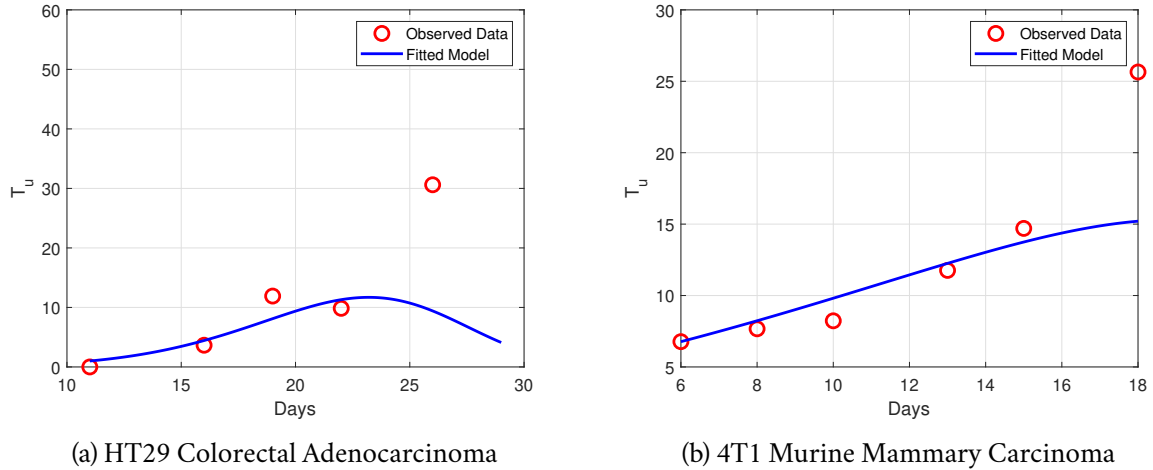 60
50
40
30
20
10
0
10
15
20
25
30
T_u
Days
Observed Data
Fitted Model
(a) HT29 Colorectal Adenocarcinoma
30
25
20
15
10
5
6
8
10
12
14
16
18
T_u
Days
Observed Data
Fitted Model
(b) 4T1 Murine Mammary Carcinoma